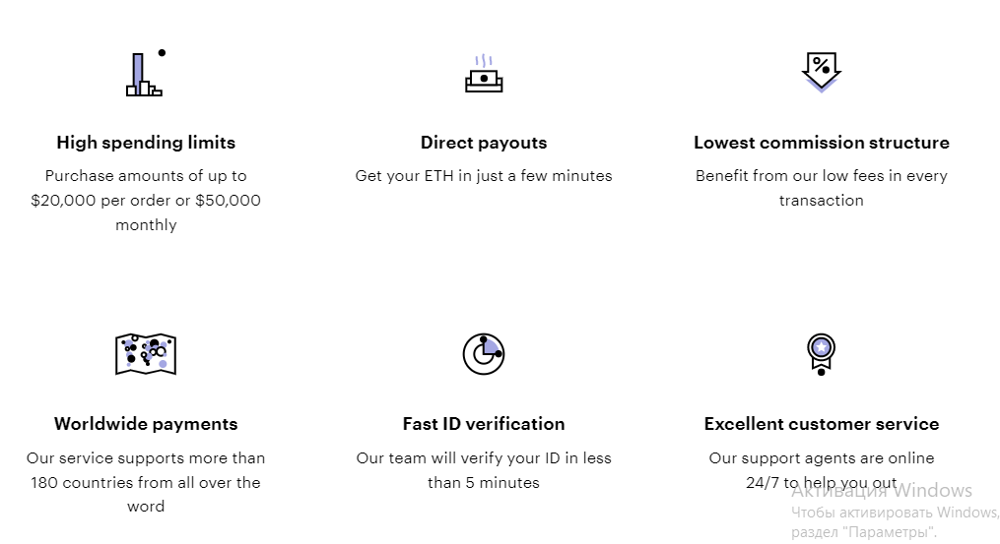 High spending limits
Purchase amounts of up to
$20,000 per order or $50,000
monthly
Direct payouts
Get your ETH in just a few minutes
Lowest commission structure
Benefit from our low fees in every
transaction
Worldwide payments
Our service supports more than
180 countries from all over the
word
Fast ID verification
Our team will verify your ID in less
than 5 minutes
Excellent customer service
Our support agents are online
24/7 to help you out
Активация Windows
Чтобы активировать Windows,
раздел "Параметры".